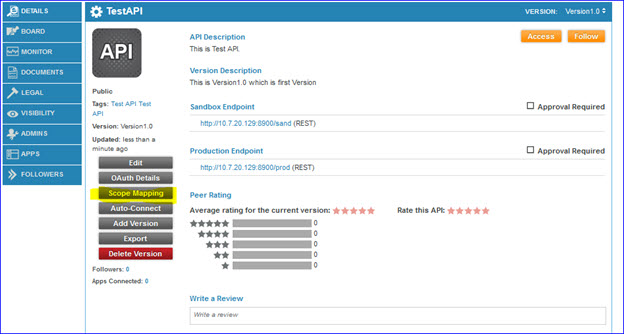 DETAILS
BOARD
MONITOR
DOCUMENTS
LEGAL
VISIBILITY
ADMINS
APPS
FOLLOWERS
TestAPI
VERSION: Version1.0
API
Public
Tags: Test API Test
API
Version: Version1.0
Updated: less than a
minute ago
Edit
OAuth Details
Scope Mapping
Auto-Connect
Add Version
Export
Delete Version
Followers: 0
Apps Connected: 0
API Description
Access
Follow
This is Test API.
Version Description
This is Version1.0 which is first Version
Sandbox Endpoint
Approval Required
http://10.7.20.129:8900/sand (REST)
Production Endpoint
Approval Required
http://10.7.20.129:8900/prod (REST)
Peer Rating
Average rating for the current version:
Rate this API:
0
0
0
0
0
Write a Review
Write a review